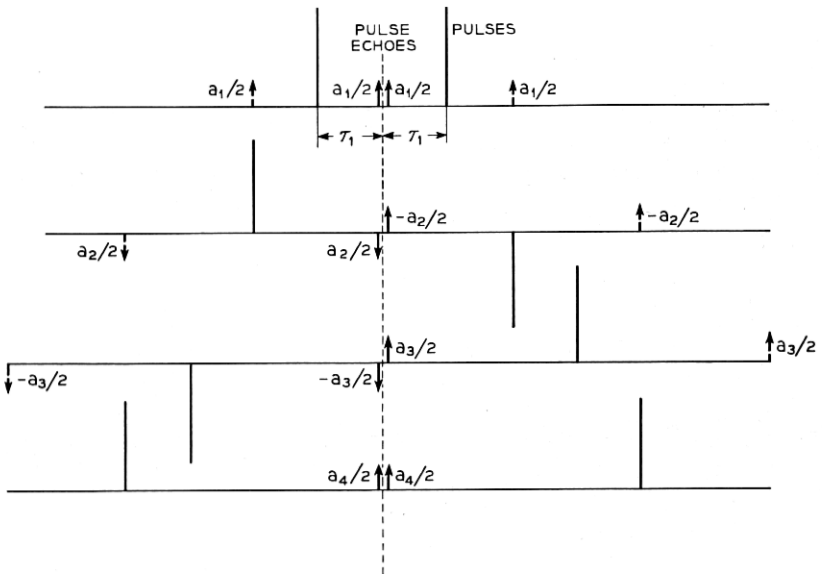 PULSE ECHOES PULSES
a₁/2 a₁/2 a₁/2 a₁/2
τ₁ τ₁
-a₂/2 -a₂/2
a₂/2 a₂/2
a₃/2 a₃/2
-a₃/2 -a₃/2
a₄/2 a₄/2